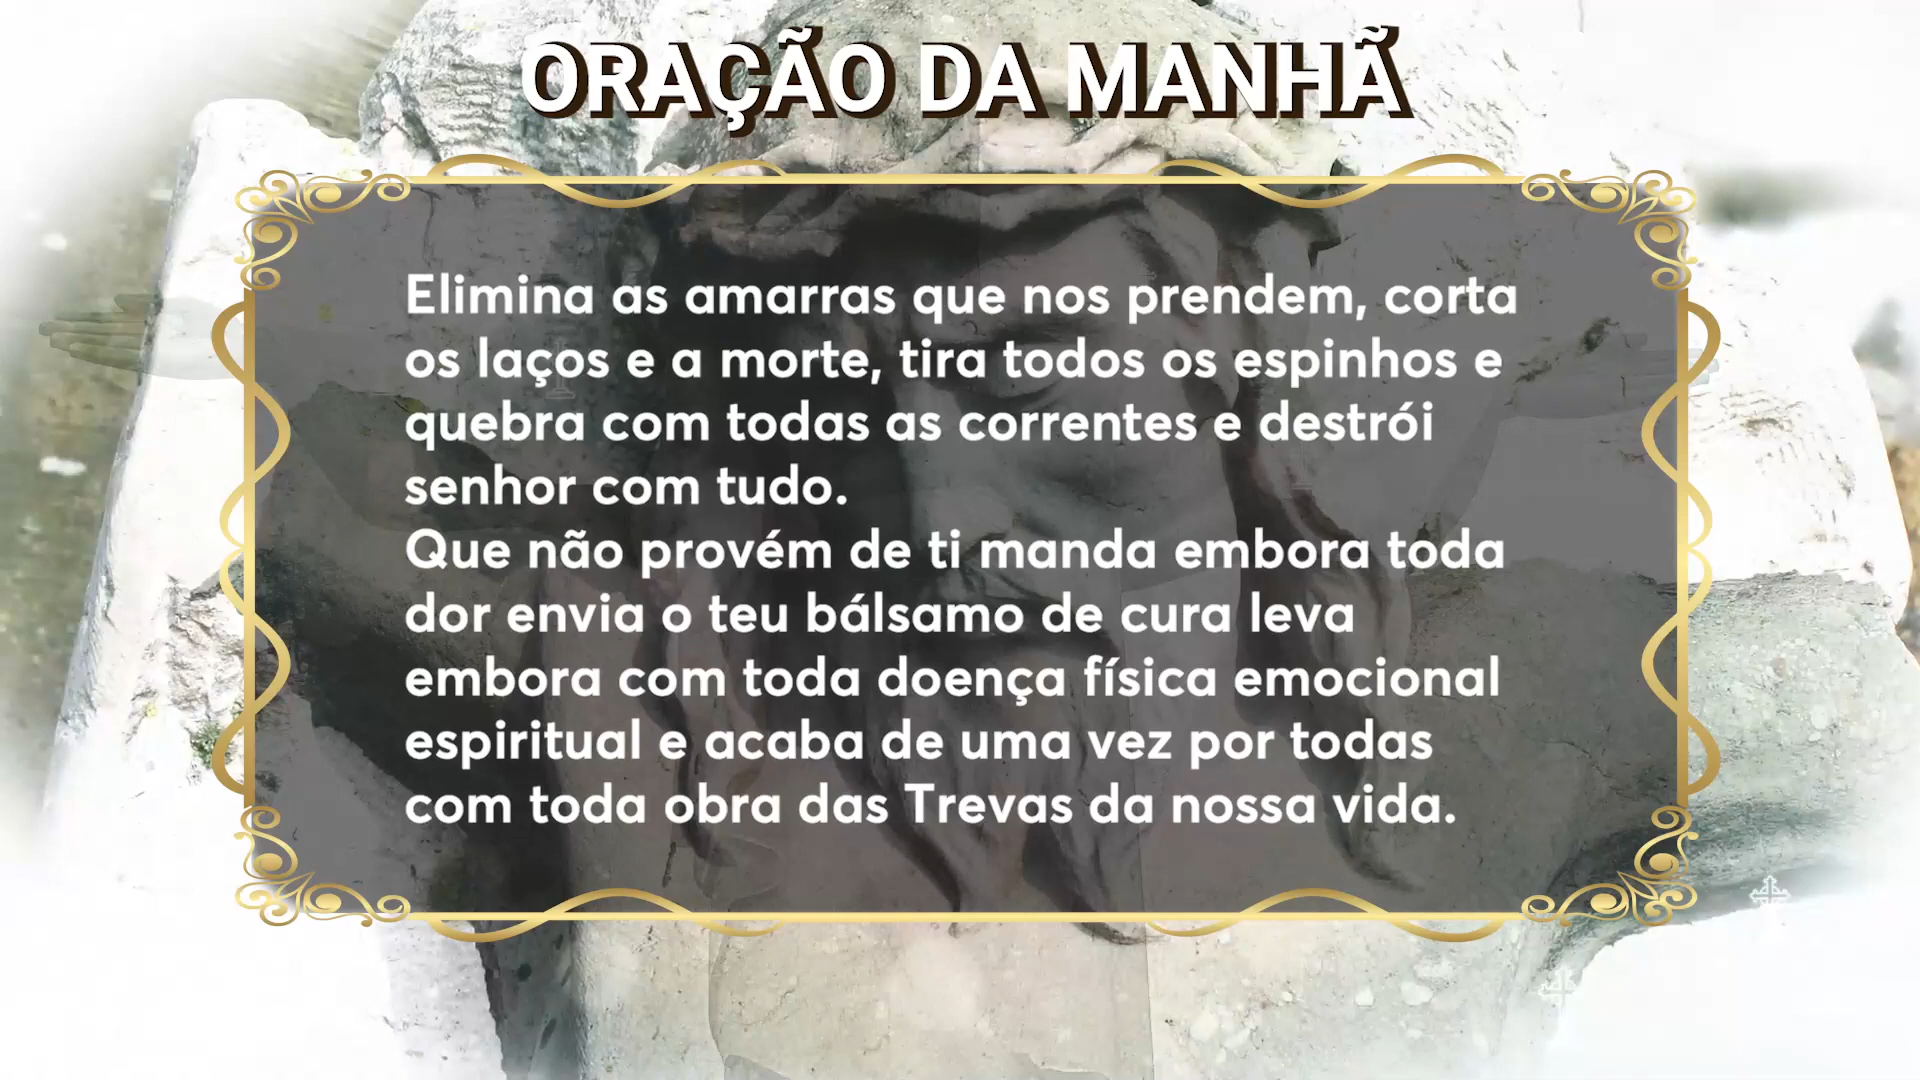 ORAÇÃO DA MANHÃ
Elimina as amarras que nos prendem, corta
os laços e a morte, tira todos os espinhos e
quebra com todas as correntes e destrói
senhor com tudo.
Que não provém de ti manda embora toda
dor envia o teu bálsamo de cura leva
embora com toda doença física emocional
espiritual e acaba de uma vez por todas
com toda obra das Trevas da nossa vida.